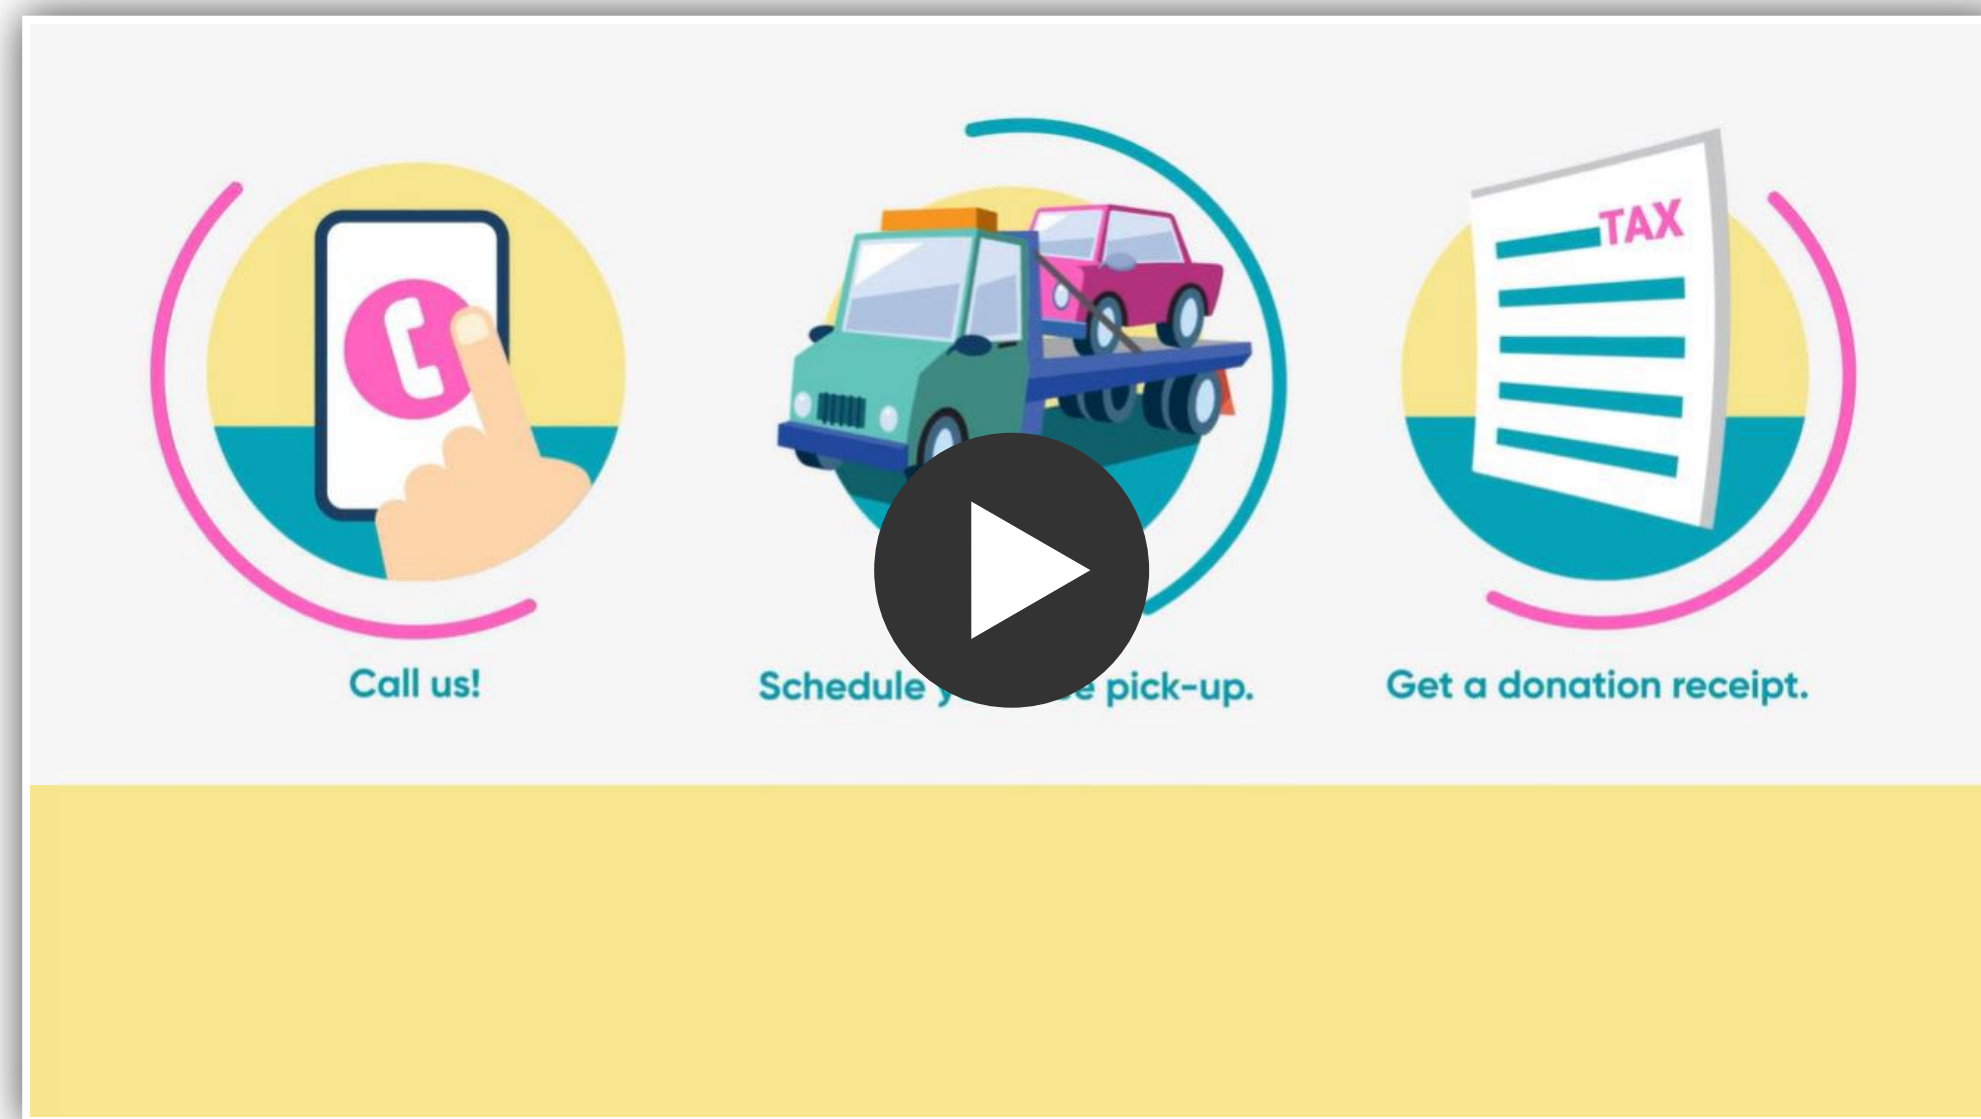 TAX
Call us!
Schedule pick-up.
Get a donation receipt.